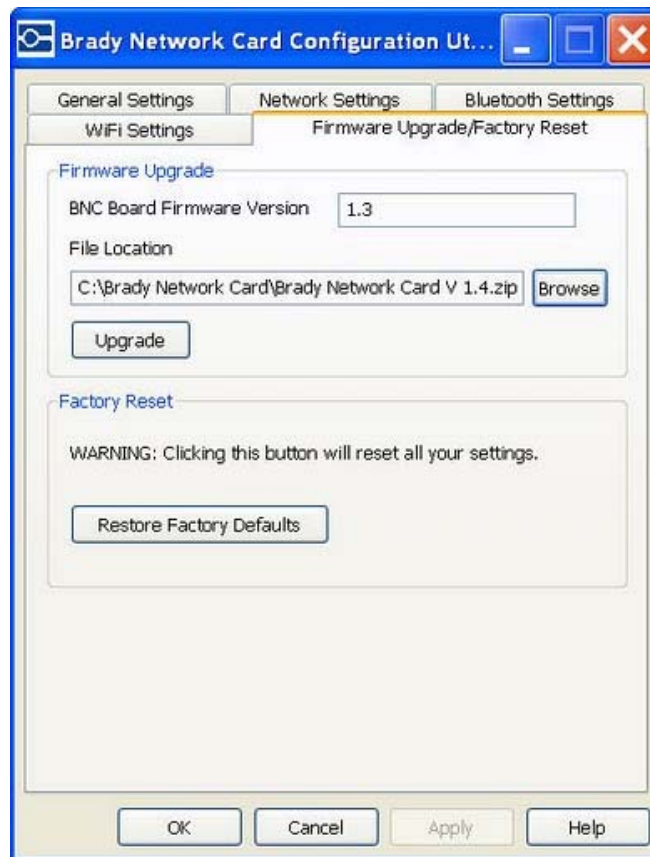 Brady Network Card Configuration Ut...
General Settings
Network Settings
Bluetooth Settings
WiFi Settings
Firmware Upgrade/Factory Reset
Firmware Upgrade
BNC Board Firmware Version 1.3
File Location
C:\Brady Network Card\Brady Network Card V 1.4.zip Browse
Upgrade
Factory Reset
WARNING: Clicking this button will reset all your settings.
Restore Factory Defaults
OK Cancel Apply Help